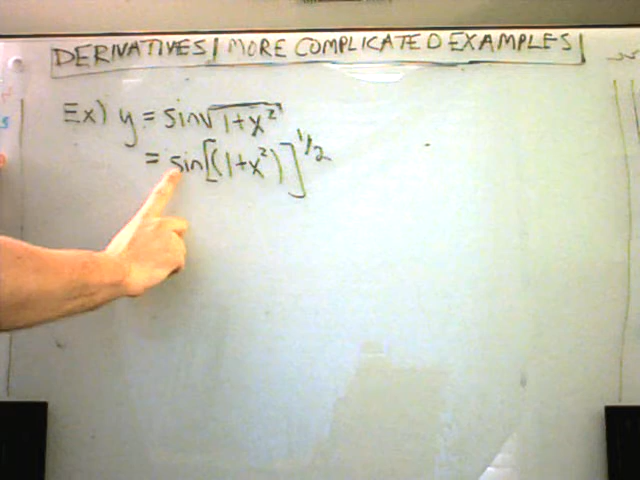 DERIVATIVES | MORE COMPLICATED EXAMPLES |
Ex) y = sin√1+x²
= sin[(1+x²)]^1/2